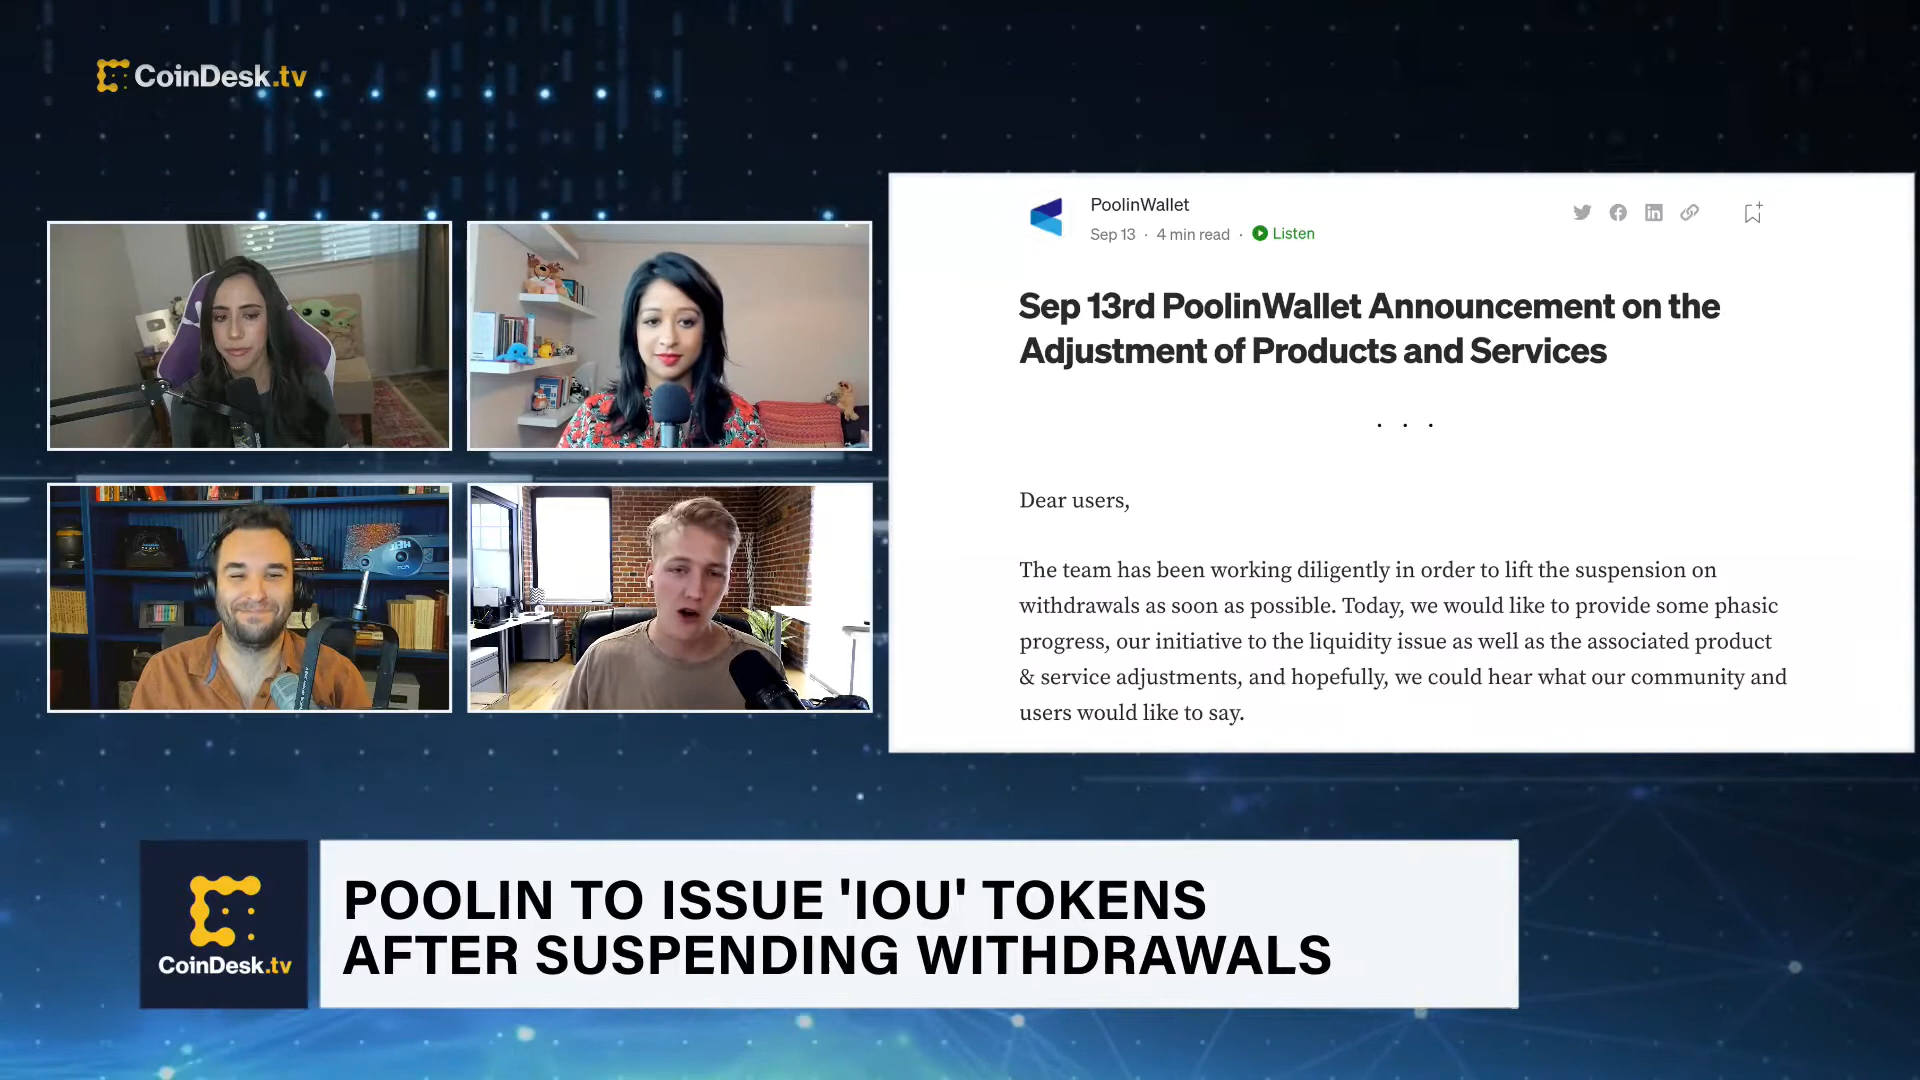 CoinDesk.tv
PoolinWallet
Sep 13 · 4 min read · Listen
Sep 13rd PoolinWallet Announcement on the
Adjustment of Products and Services
. . .
Dear users,
The team has been working diligently in order to lift the suspension on
withdrawals as soon as possible. Today, we would like to provide some phasic
progress, our initiative to the liquidity issue as well as the associated product
& service adjustments, and hopefully, we could hear what our community and
users would like to say.
POOLIN TO ISSUE 'IOU' TOKENS
AFTER SUSPENDING WITHDRAWALS
CoinDesk.tv